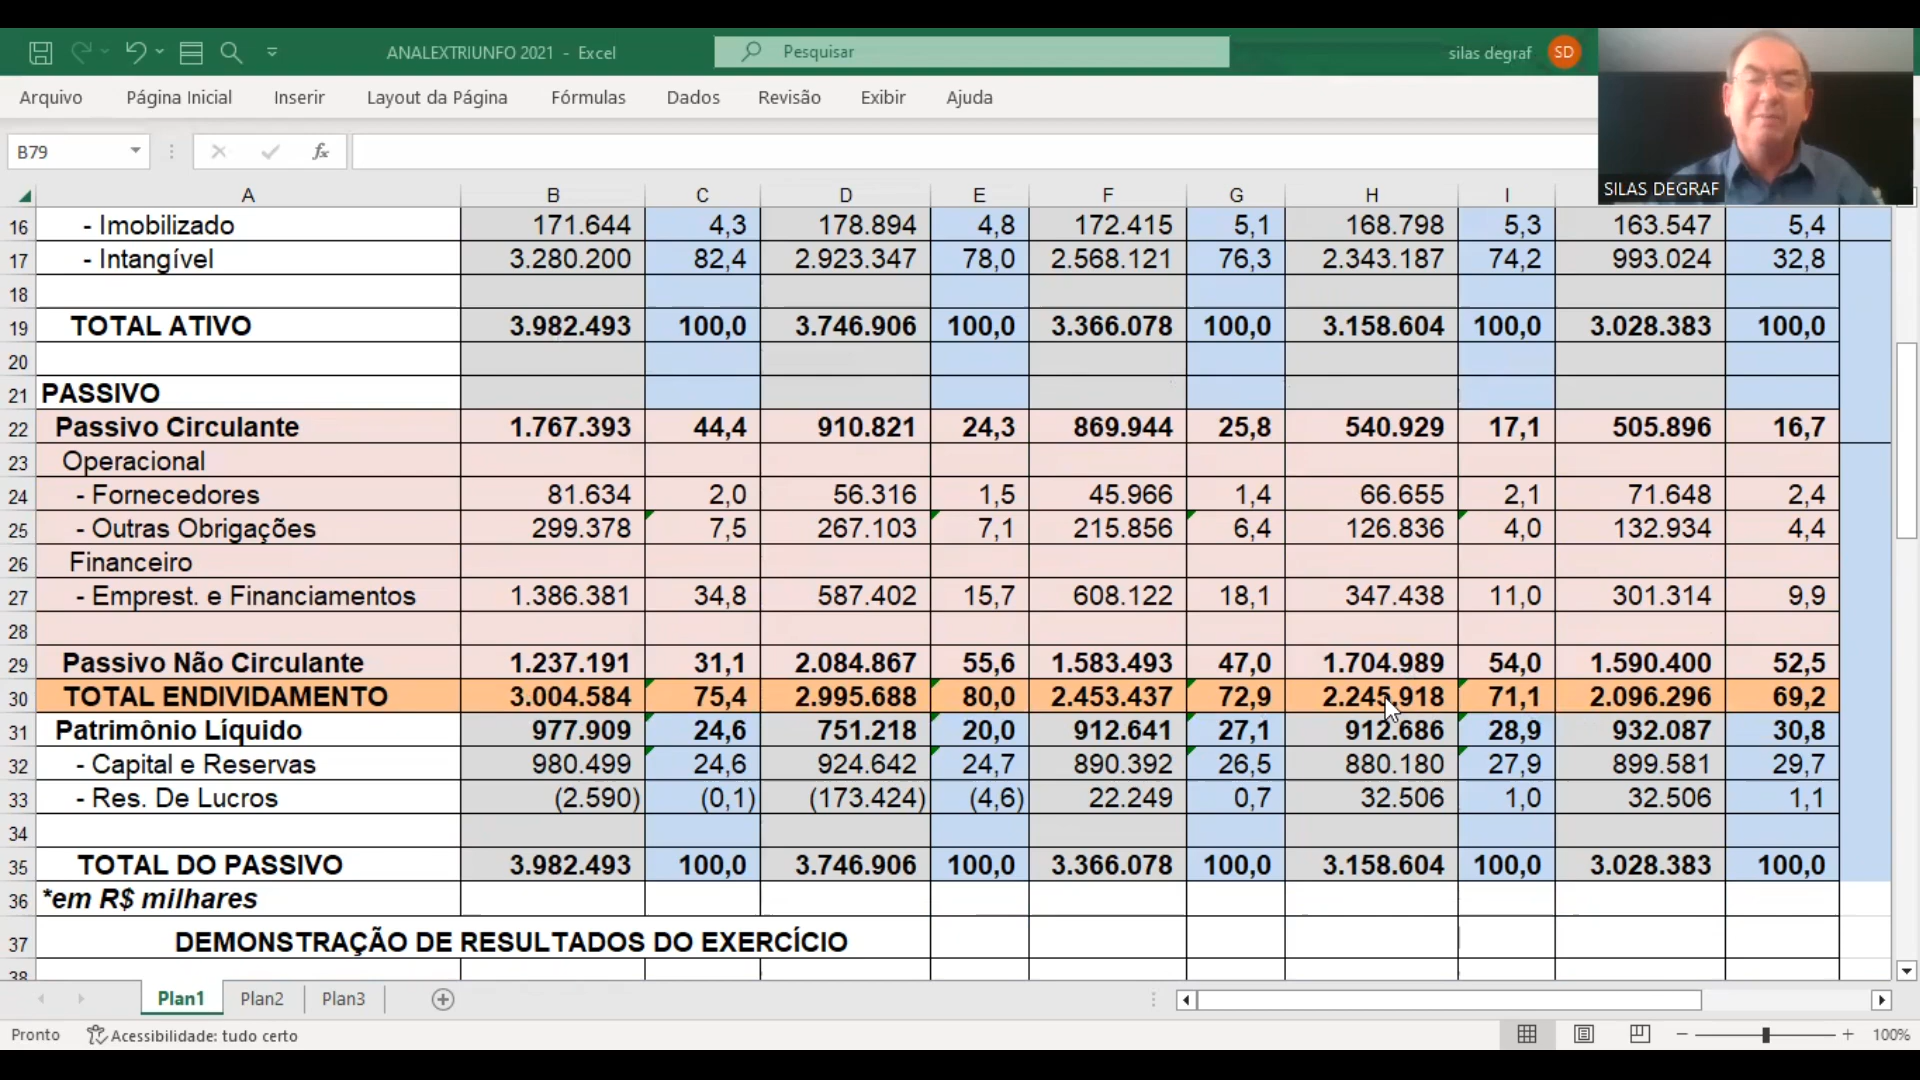 ANALEXTRIUNFO 2021 - Excel
Pesquisar
silas degraf
SD
Arquivo Página Inicial Inserir Layout da Página Fórmulas Dados Revisão Exibir Ajuda
B79
fx
SILAS DEGRAF
A B C D E F G H I
16 - Imobilizado 171.644 4,3 178.894 4,8 172.415 5,1 168.798 5,3 163.547 5,4
17 - Intangível 3.280.200 82,4 2.923.347 78,0 2.568.121 76,3 2.343.187 74,2 993.024 32,8
18
19 TOTAL ATIVO 3.982.493 100,0 3.746.906 100,0 3.366.078 100,0 3.158.604 100,0 3.028.383 100,0
20
21 PASSIVO
22 Passivo Circulante 1.767.393 44,4 910.821 24,3 869.944 25,8 540.929 17,1 505.896 16,7
23 Operacional
24 - Fornecedores 81.634 2,0 56.316 1,5 45.966 1,4 66.655 2,1 71.648 2,4
25 - Outras Obrigações 299.378 7,5 267.103 7,1 215.856 6,4 126.836 4,0 132.934 4,4
26 Financeiro
27 - Emprest. e Financiamentos 1.386.381 34,8 587.402 15,7 608.122 18,1 347.438 11,0 301.314 9,9
28
29 Passivo Não Circulante 1.237.191 31,1 2.084.867 55,6 1.583.493 47,0 1.704.989 54,0 1.590.400 52,5
30 TOTAL ENDIVIDAMENTO 3.004.584 75,4 2.995.688 80,0 2.453.437 72,9 2.245.918 71,1 2.096.296 69,2
31 Patrimônio Líquido 977.909 24,6 751.218 20,0 912.641 27,1 912.686 28,9 932.087 30,8
32 - Capital e Reservas 980.499 24,6 924.642 24,7 890.392 26,5 880.180 27,9 899.581 29,7
33 - Res. De Lucros (2.590) (0,1) (173.424) (4,6) 22.249 0,7 32.506 1,0 32.506 1,1
34
35 TOTAL DO PASSIVO 3.982.493 100,0 3.746.906 100,0 3.366.078 100,0 3.158.604 100,0 3.028.383 100,0
36 *em R$ milhares
37 DEMONSTRAÇÃO DE RESULTADOS DO EXERCÍCIO
38
Plan1 Plan2 Plan3
Pronto Acessibilidade: tudo certo 100%